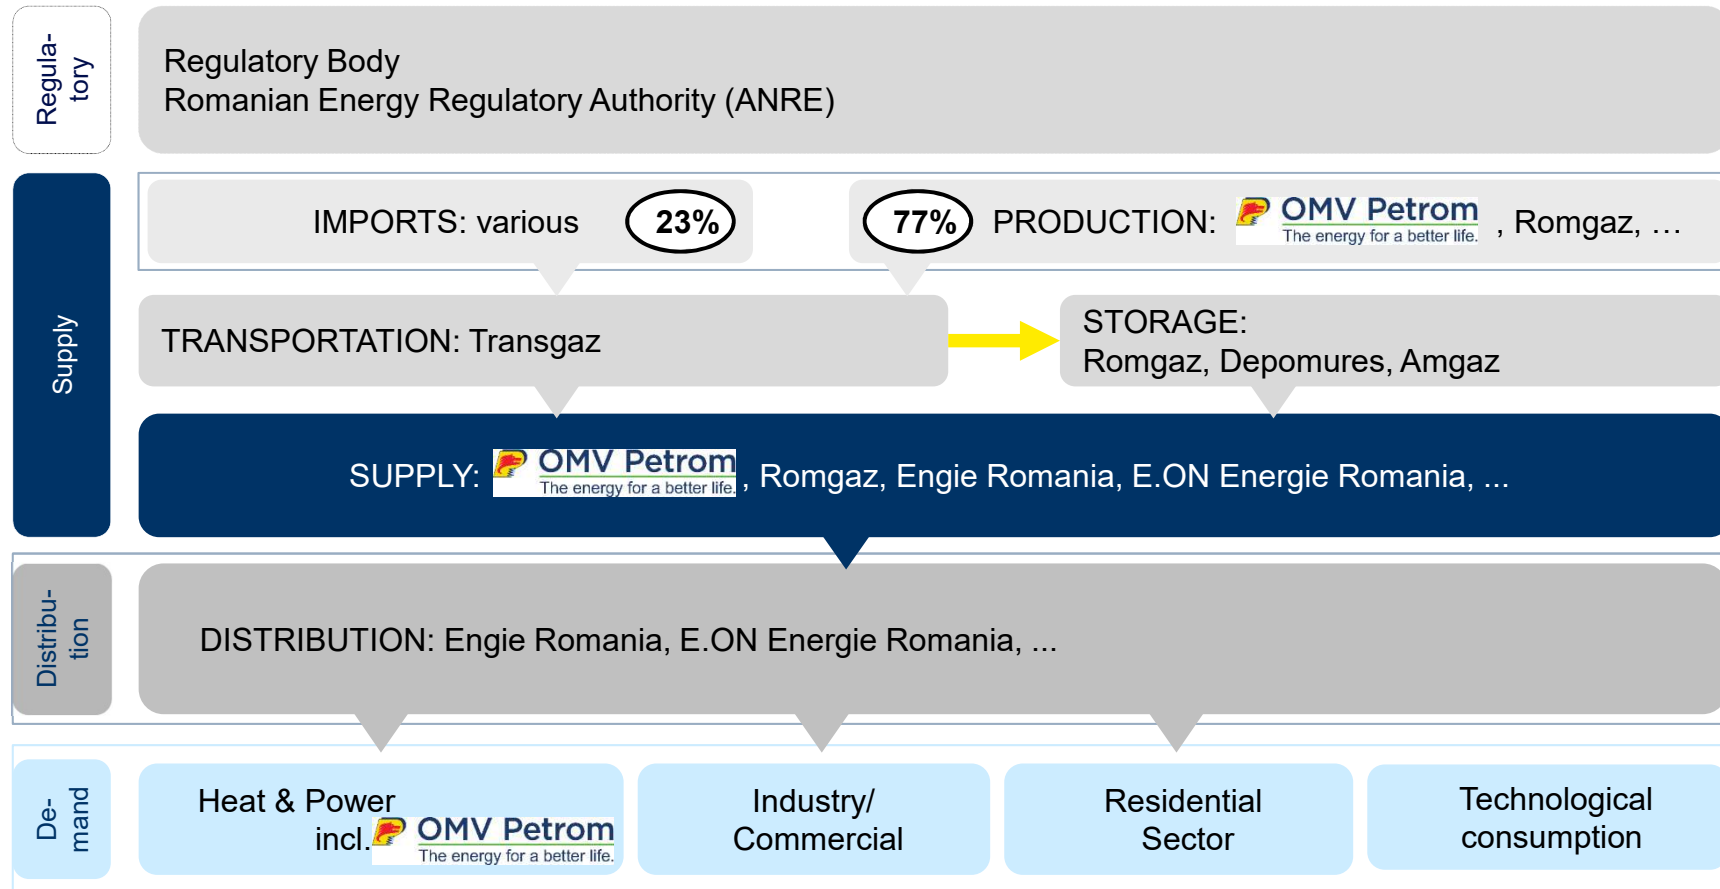 Regula-
tory
Regulatory Body
Romanian Energy Regulatory Authority (ANRE)
Supply
IMPORTS: various 23%
77% PRODUCTION: OMV Petrom The energy for a better life. , Romgaz, …
TRANSPORTATION: Transgaz
STORAGE:
Romgaz, Depomures, Amgaz
SUPPLY: OMV Petrom The energy for a better life. , Romgaz, Engie Romania, E.ON Energie Romania, ...
Distribu-
tion
DISTRIBUTION: Engie Romania, E.ON Energie Romania, ...
De-
mand
Heat & Power
incl. OMV Petrom
The energy for a better life.
Industry/
Commercial
Residential
Sector
Technological
consumption